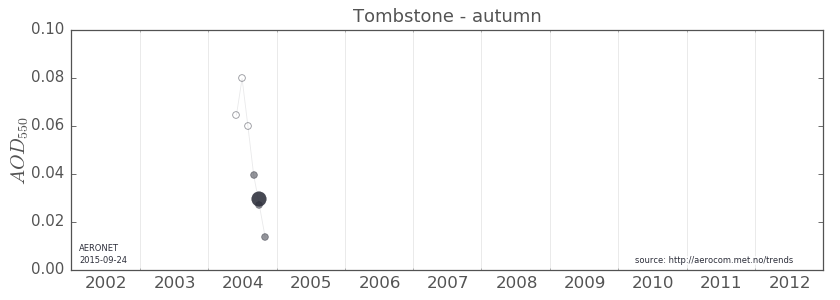 Tombstone - autumn
0.10
0.08
0.06
0.04
0.02
0.00
AOD550
AERONET
2015-09-24
source: http://aerocom.met.no/trends
2002 2003 2004 2005 2006 2007 2008 2009 2010 2011 2012